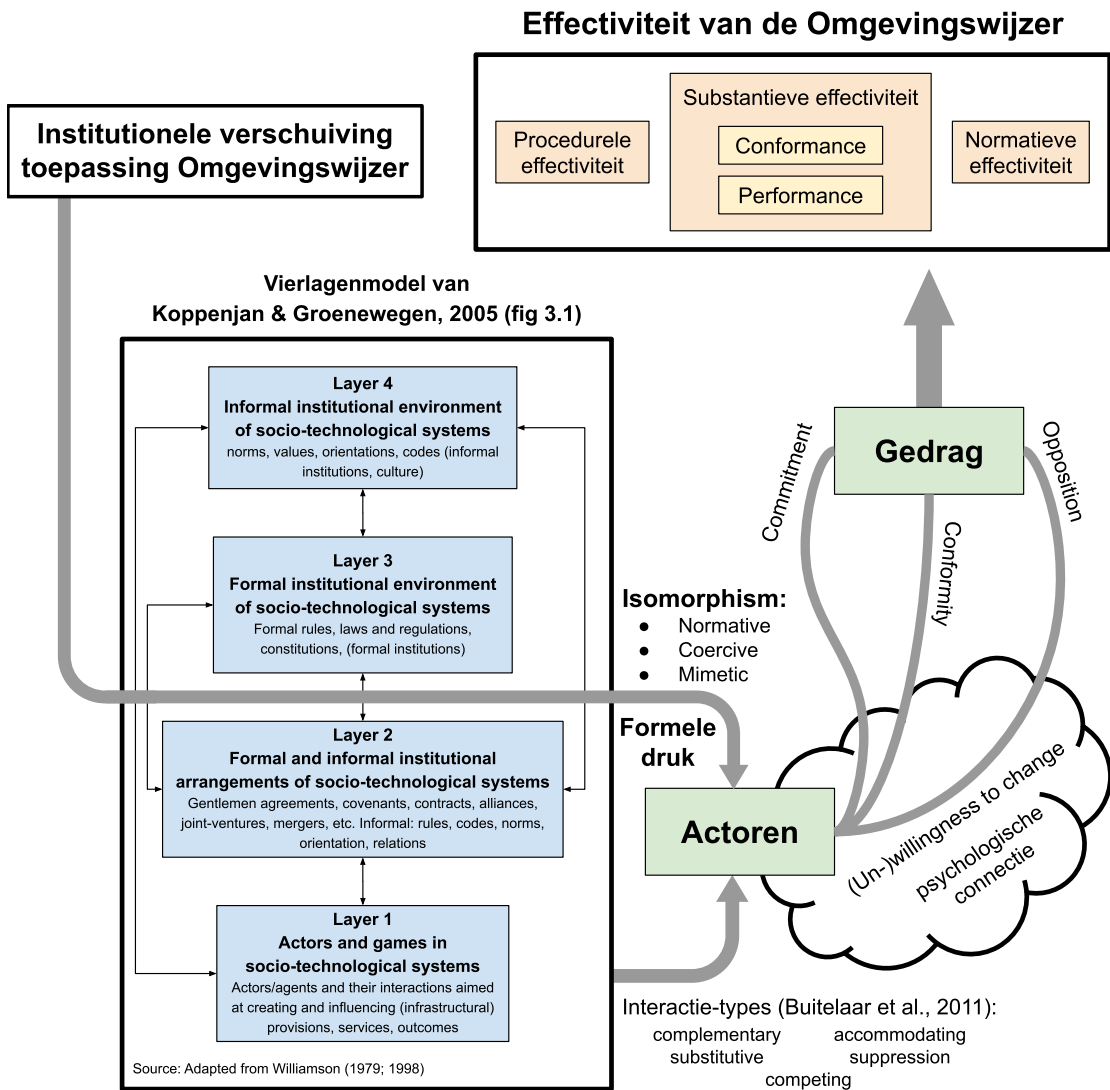 Effectiviteit van de Omgevingswijzer
Institutionele verschuiving
toepassing Omgevingswijzer
Procedurele
effectiviteit
Substantieve effectiviteit
Conformance
Performance
Normatieve
effectiviteit
Vierlagenmodel van
Koppenjan & Groenewegen, 2005 (fig 3.1)
Layer 4
Informal institutional environment
of socio-technological systems
norms, values, orientations, codes (informal
institutions, culture)
Layer 3
Formal institutional environment
of socio-technological systems
Formal rules, laws and regulations,
constitutions, (formal institutions)
Layer 2
Formal and informal institutional
arrangements of socio-technological systems
Gentlemen agreements, covenants, contracts, alliances,
joint-ventures, mergers, etc. Informal: rules, codes, norms,
orientation, relations
Layer 1
Actors and games in
socio-technological systems
Actors/agents and their interactions aimed
at creating and influencing (infrastructural)
provisions, services, outcomes
Source: Adapted from Williamson (1979; 1998)
Gedrag
Commitment
Conformity
Opposition
Isomorphism:
● Normative
● Coercive
● Mimetic
Formele
druk
Actoren
(Un-)willingness to change
psychologische
connectie
Interactie-types (Buitelaar et al., 2011):
complementary accommodating
substitutive suppression
competing